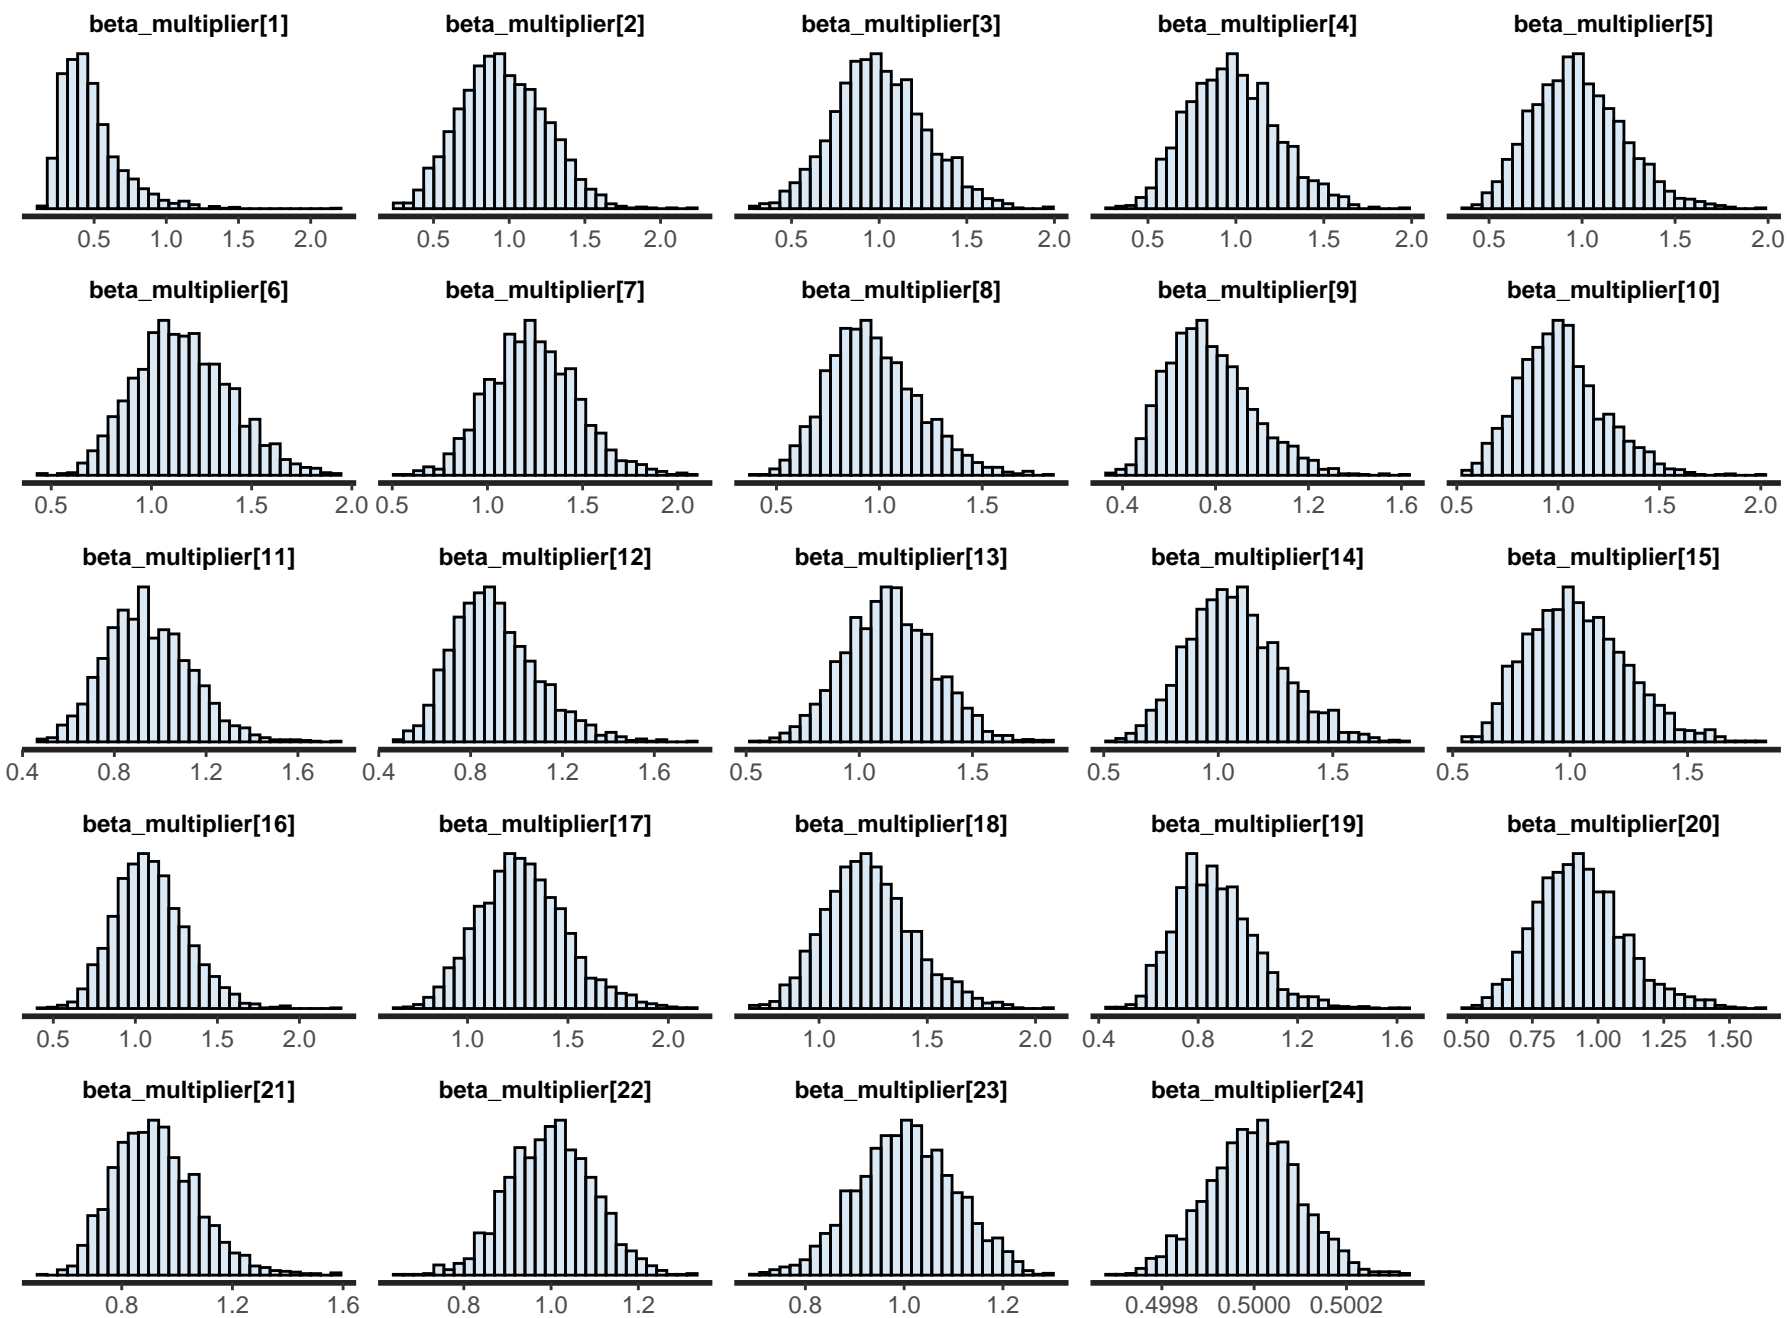 beta_multiplier[1] beta_multiplier[2] beta_multiplier[3] beta_multiplier[4] beta_multiplier[5]
0.5 1.0 1.5 2.0 0.5 1.0 1.5 2.0 0.5 1.0 1.5 2.0 0.5 1.0 1.5 2.0 0.5 1.0 1.5 2.0
beta_multiplier[6] beta_multiplier[7] beta_multiplier[8] beta_multiplier[9] beta_multiplier[10]
0.5 1.0 1.5 2.0 0.5 1.0 1.5 2.0 0.5 1.0 1.5 0.4 0.8 1.2 1.6 0.5 1.0 1.5 2.0
beta_multiplier[11] beta_multiplier[12] beta_multiplier[13] beta_multiplier[14] beta_multiplier[15]
0.4 0.8 1.2 1.6 0.4 0.8 1.2 1.6 0.5 1.0 1.5 0.5 1.0 1.5 0.5 1.0 1.5
beta_multiplier[16] beta_multiplier[17] beta_multiplier[18] beta_multiplier[19] beta_multiplier[20]
0.5 1.0 1.5 2.0 1.0 1.5 2.0 1.0 1.5 2.0 0.4 0.8 1.2 1.6 0.50 0.75 1.00 1.25 1.50
beta_multiplier[21] beta_multiplier[22] beta_multiplier[23] beta_multiplier[24]
0.8 1.2 1.6 0.8 1.0 1.2 0.8 1.0 1.2 0.4998 0.5000 0.5002